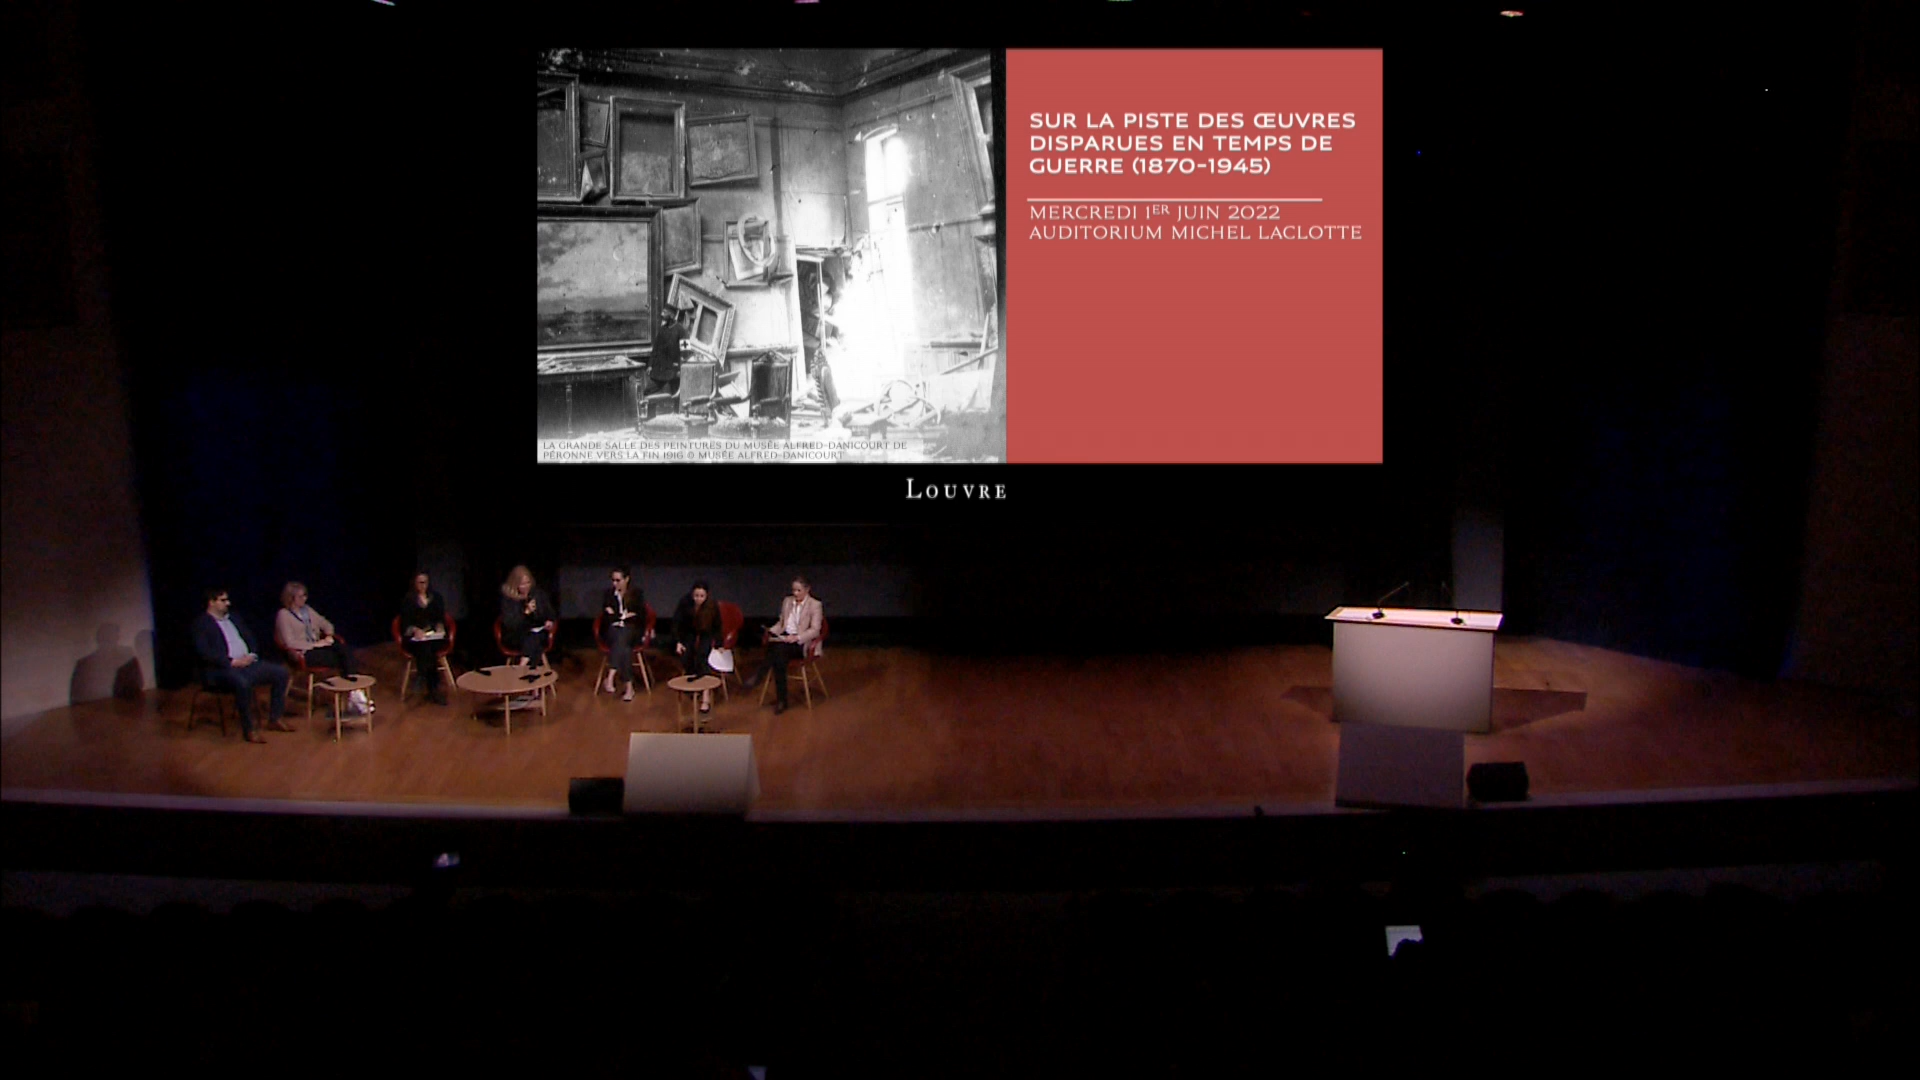 SUR LA PISTE DES ŒUVRES
DISPARUES EN TEMPS DE
GUERRE (1870-1945)
MERCREDI 1ER JUIN 2022
AUDITORIUM MICHEL LACLOTTE
LA GRANDE SALLE DES PEINTURES DU MUSÉE ALFRED-DANICOURT DE
PÉRONNE VERS LA FIN 1916 © MUSÉE ALFRED-DANICOURT
LOUVRE